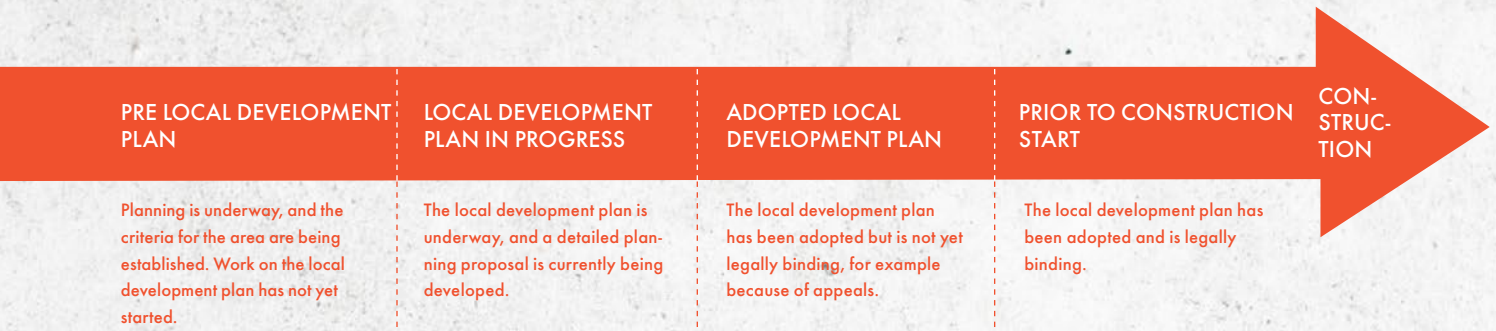 PRE LOCAL DEVELOPMENT
PLAN
LOCAL DEVELOPMENT
PLAN IN PROGRESS
ADOPTED LOCAL
DEVELOPMENT PLAN
PRIOR TO CONSTRUCTION
START
CON-
STRUC-
TION
Planning is underway, and the
criteria for the area are being
established. Work on the local
development plan has not yet
started.
The local development plan is
underway, and a detailed plan-
ning proposal is currently being
developed.
The local development plan
has been adopted but is not yet
legally binding, for example
because of appeals.
The local development plan has
been adopted and is legally
binding.